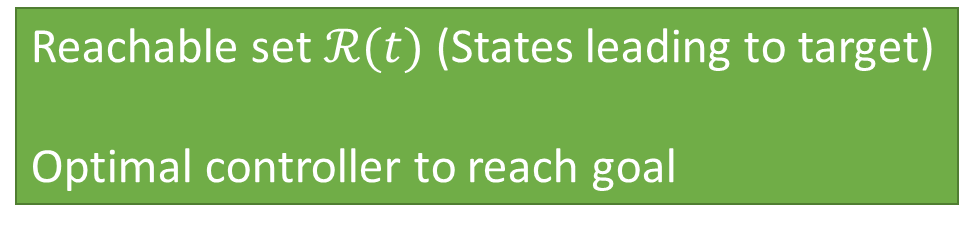 Reachable set ℛ(𝑡) (States leading to target)
Optimal controller to reach goal